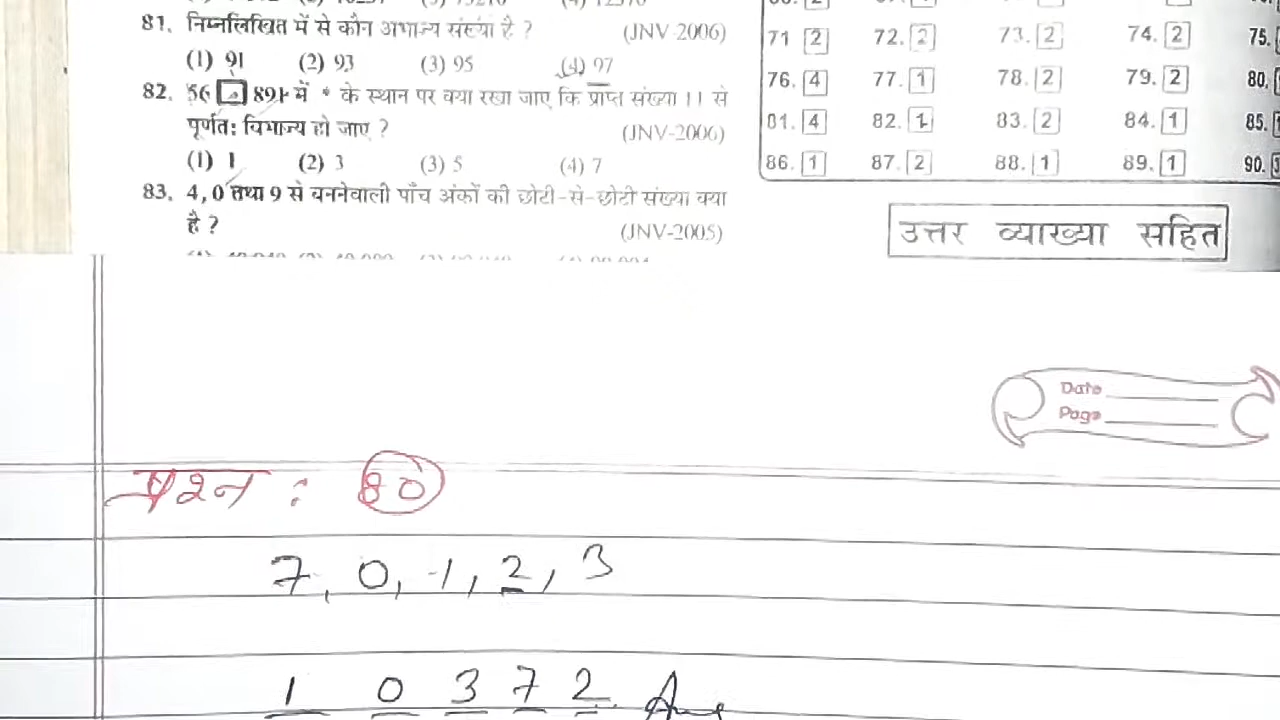 81. निम्नलिखित में से कौन अभाज्य संख्या है ? (JNV-2006)
(1) 91 (2) 93 (3) 95 (4) 97
82. 56 891 में * के स्थान पर क्या रखा जाए कि प्राप्त संख्या 11 से
पूर्णत: विभाज्य हो जाए ? (JNV-2006)
(1) 1 (2) 3 (3) 5 (4) 7
83. 4, 0 तथा 9 से बननेवाली पाँच अंकों की छोटी-से-छोटी संख्या क्या
है ? (JNV-2005)
71 2 72. 2 73. 2 74. 2 75.
76. 4 77. 1 78. 2 79. 2 80.
81. 4 82. 1 83. 2 84. 1 85.
86. 1 87. 2 88. 1 89. 1 90. 3
उत्तर व्याख्या सहित
Date
Page
प्रश्न : 80
7, 0, 1, 2, 3
1 0 3 7 2 Ans